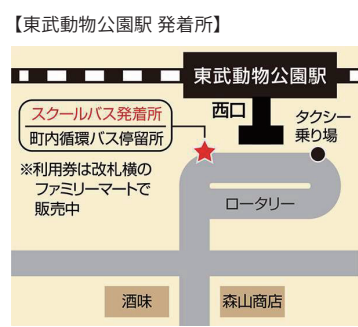 【東武動物公園駅 発着所】
東武動物公園駅
西口
スクールバス発着所
町内循環バス停留所
タクシー
乗り場
※利用券は改札横の
ファミリーマートで
販売中
ロータリー
酒味
森山商店